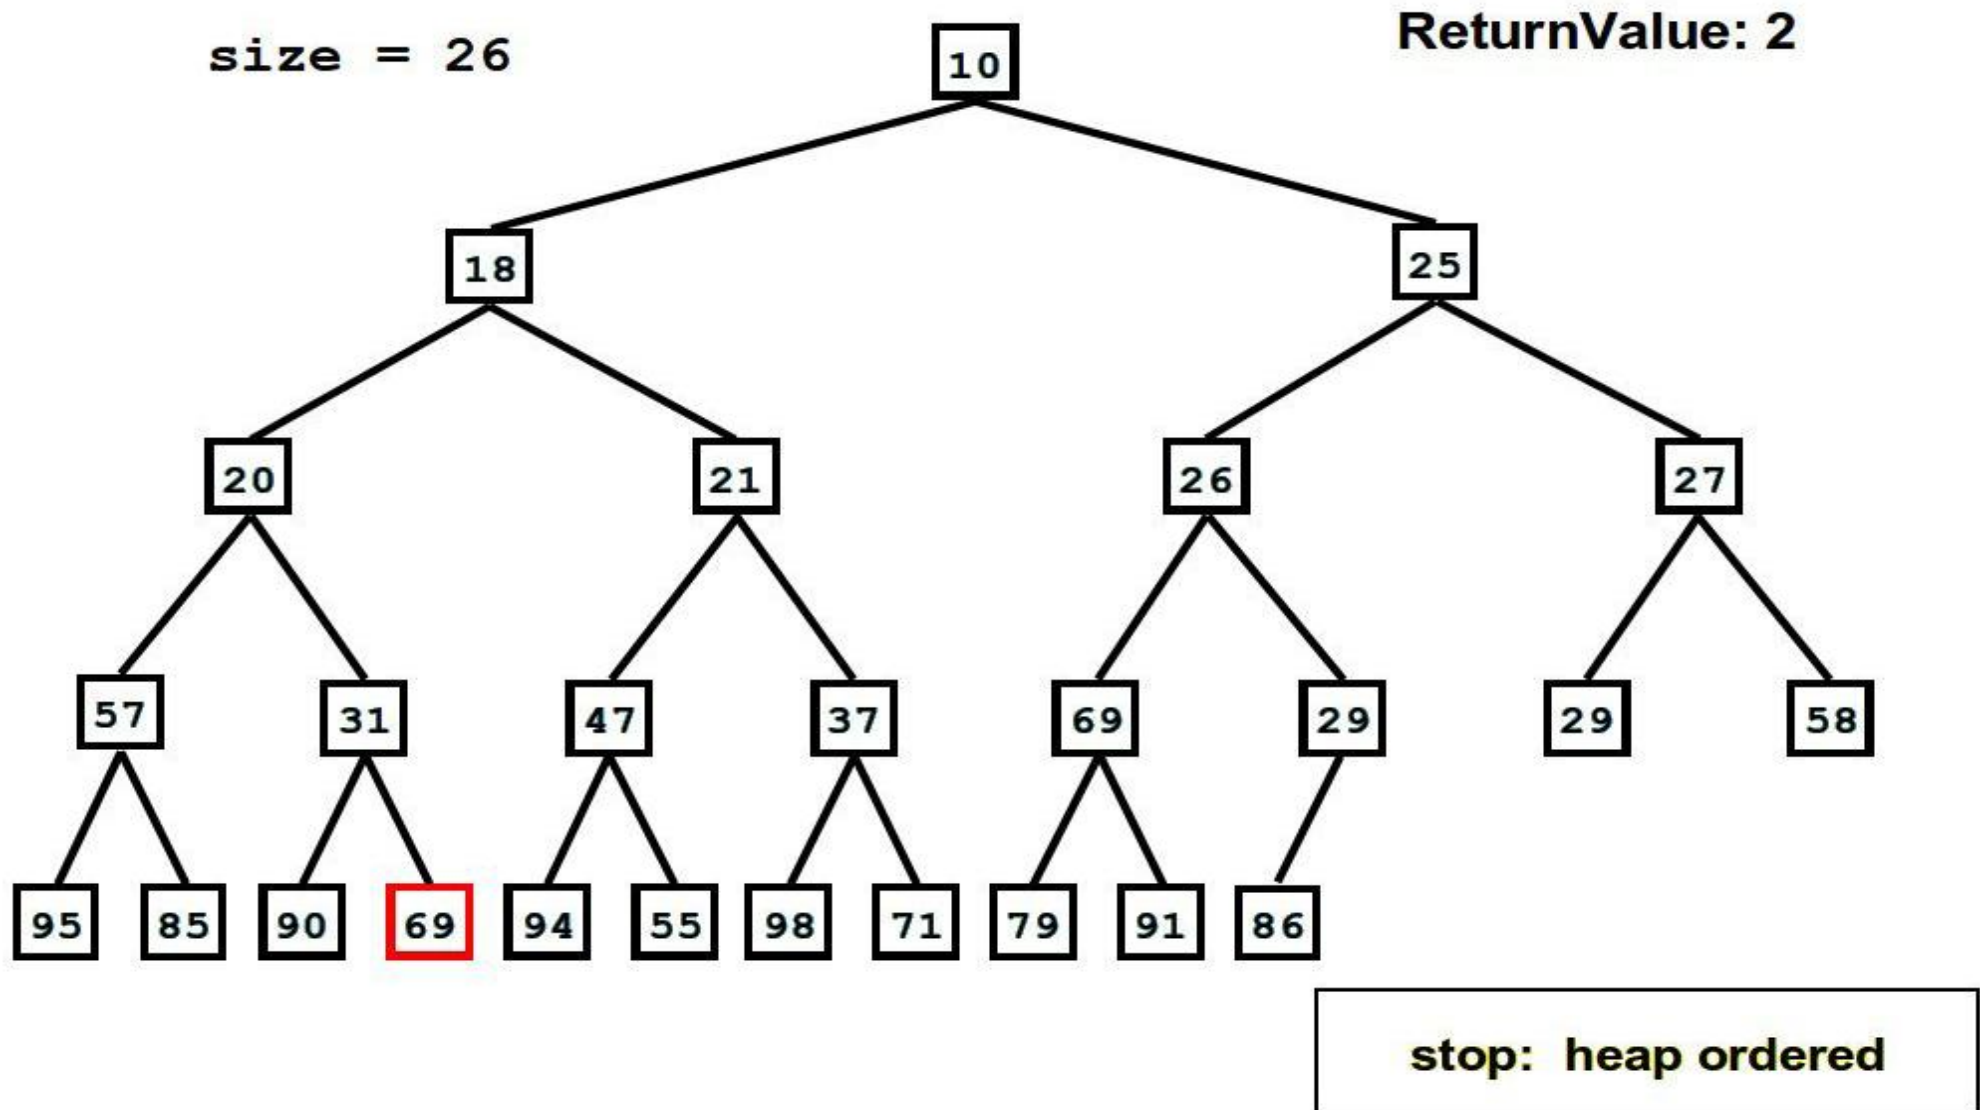 size = 26
ReturnValue: 2
10
18 25
20 21 26 27
57 31 47 37 69 29 29 58
95 85 90 69 94 55 98 71 79 91 86
stop: heap ordered